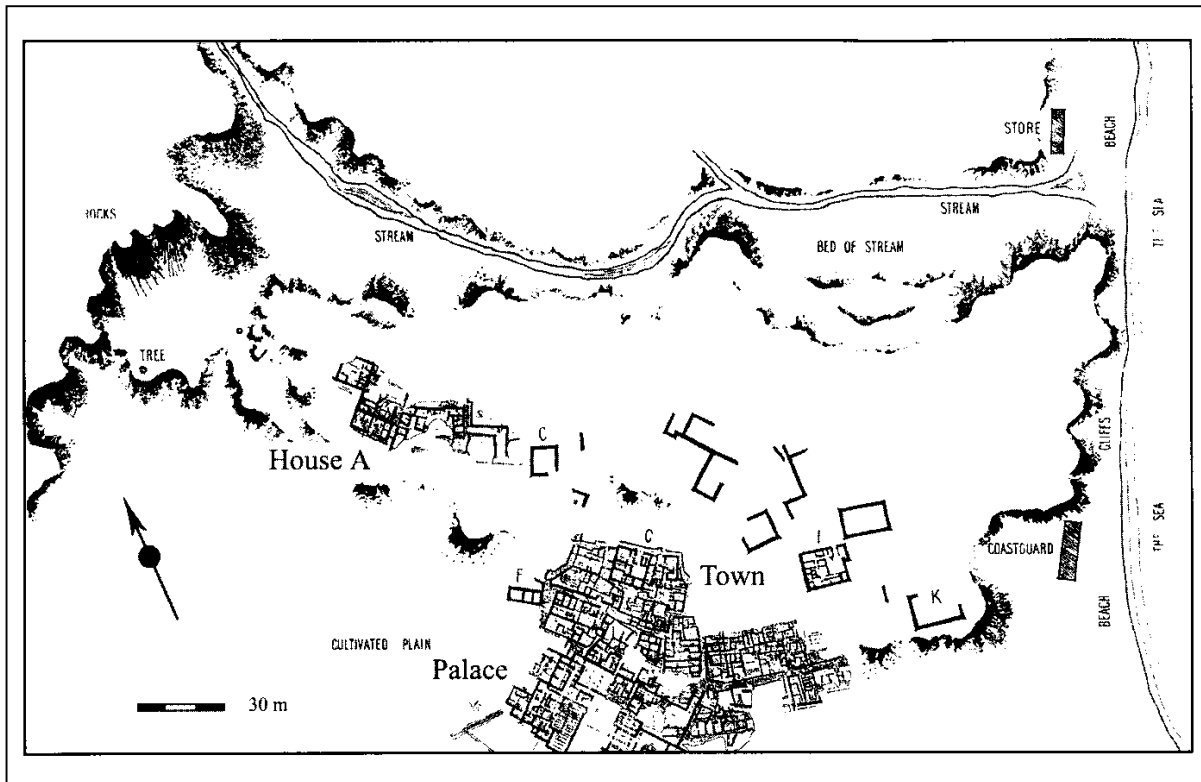 STORE
BEACH
STREAM
STREAM
THE SEA
BED OF STREAM
TREE
CLIFFS
C
House A
G
I
Town
COASTGUARD
THE SEA
F
K
BEACH
CULTIVATED PLAIN
Palace
30 m